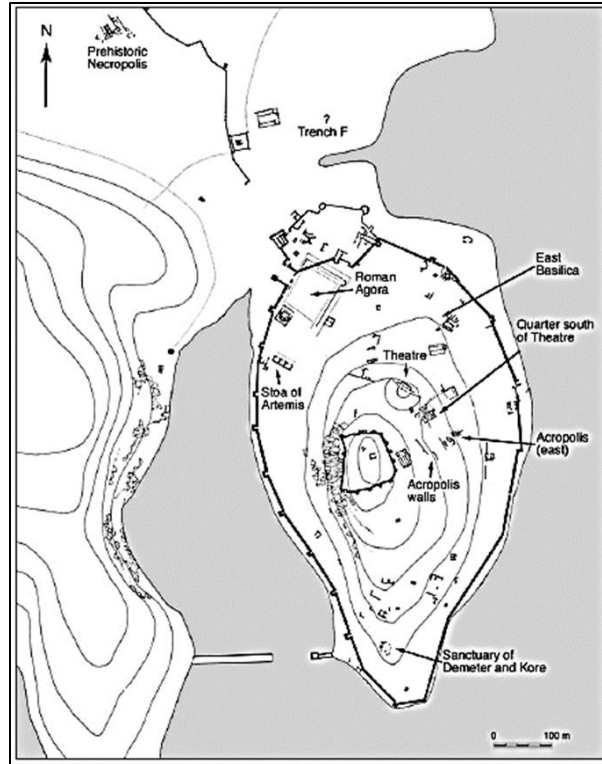 N
Prehistoric
Necropolis
?
Trench F
East
Basilica
Roman
Agora
Quarter south
of Theatre
Theatre
Stoa of
Artemis
Acropolis
(east)
Acropolis
walls
Sanctuary of
Demeter and Kore
0 100 m